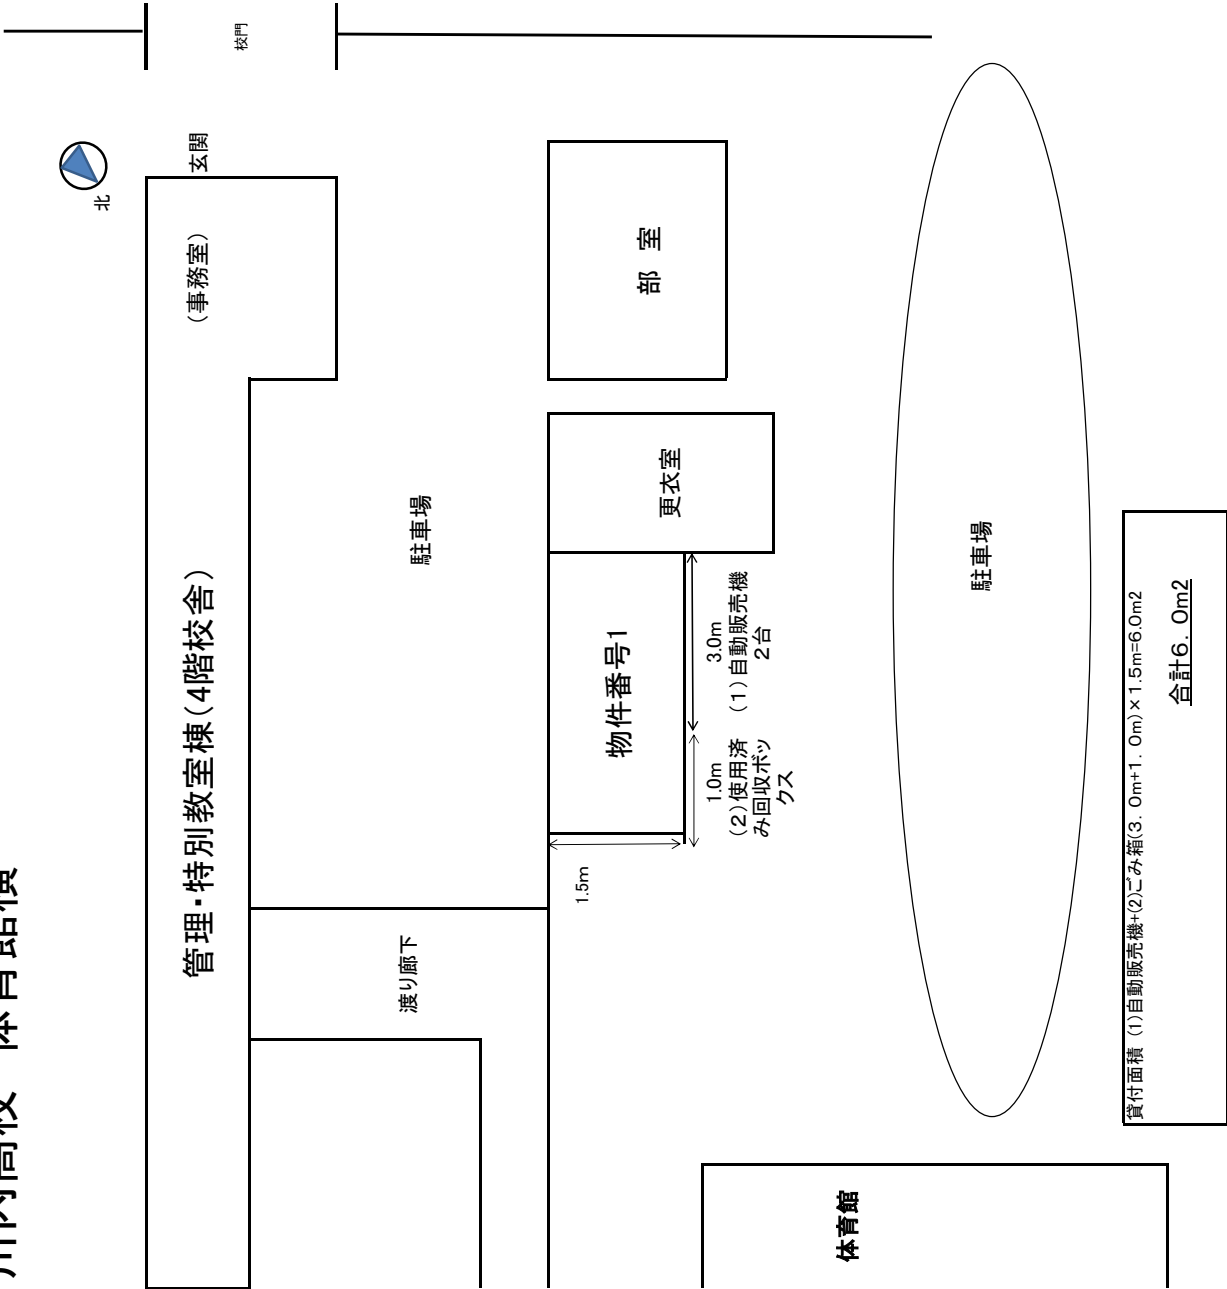 川内高校 体育館横
管理・特別教室棟(4階校舎)
(事務室)
玄関
校門
北
渡り廊下
駐車場
1.5m
物件番号1
更衣室
部 室
1.0m
(2)使用済
み回収ボッ
クス
3.0m
(1)自動販売機
2台
体育館
駐車場
貸付面積 (1)自動販売機+(2)ごみ箱(3. 0m+1. 0m)×1.5m=6.0m2
合計6. 0m2